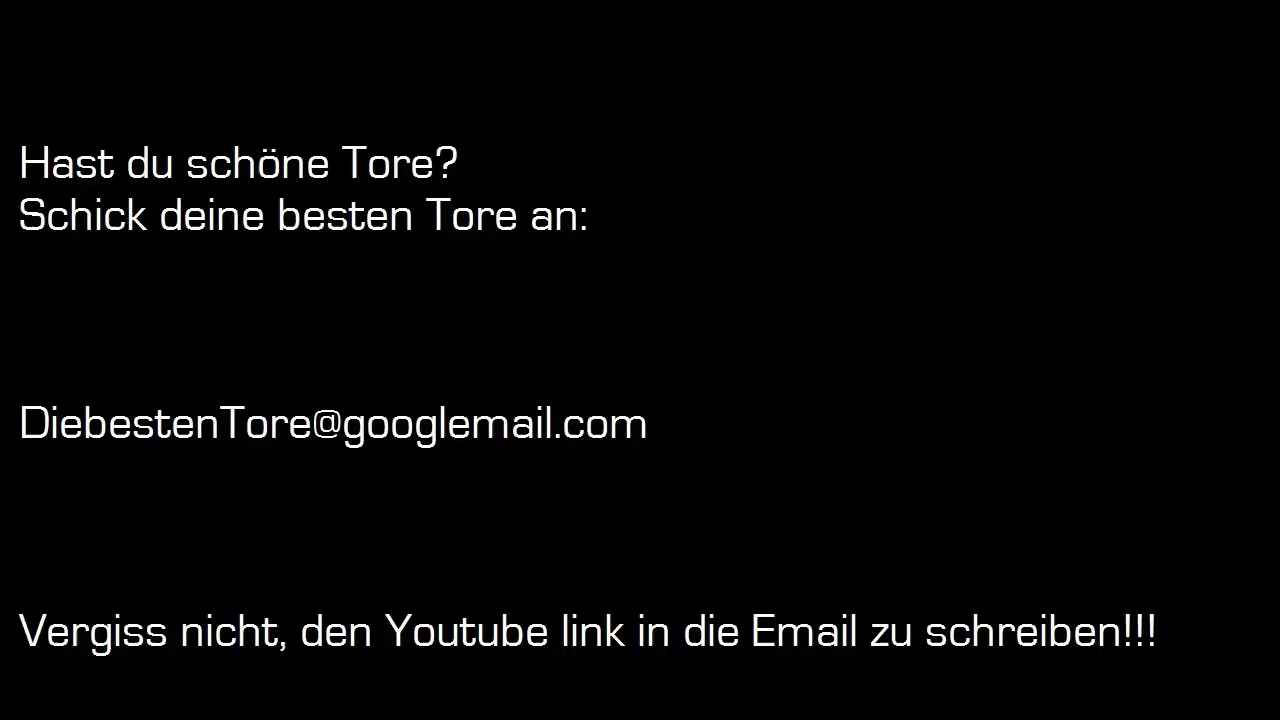 Hast du schöne Tore?
Schick deine besten Tore an:
DiebestenTore@googlemail.com
Vergiss nicht, den Youtube link in die Email zu schreiben!!!